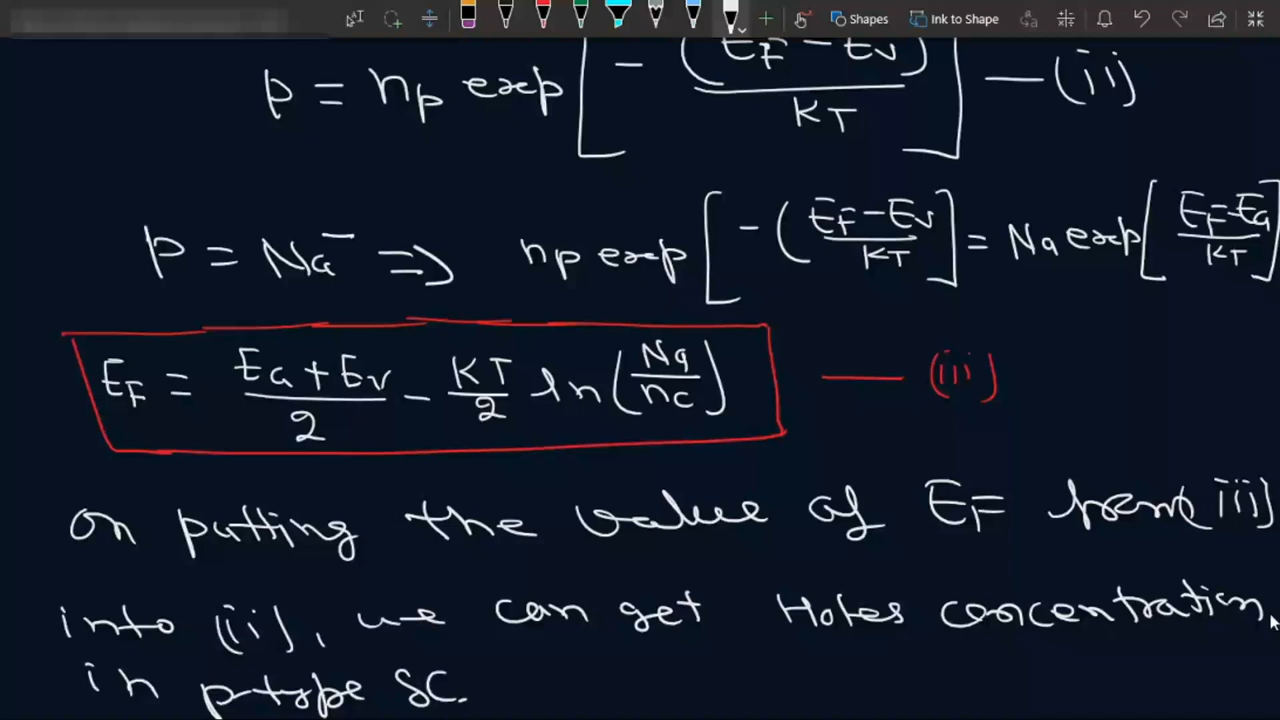 Shapes Ink to Shape
p = np exp [ - (EF - Ev) / KT ] — (ii)
p = Na⁻ ⇒ np exp [ - (EF - Ev / KT ] = Na exp [ EF - Ea / KT ]
EF = Ea + Ev / 2 - KT / 2 ln ( Na / nc ) — (iii)
on putting the value of EF from (iii)
into (ii), we can get Holes concentration
in p-type SC.